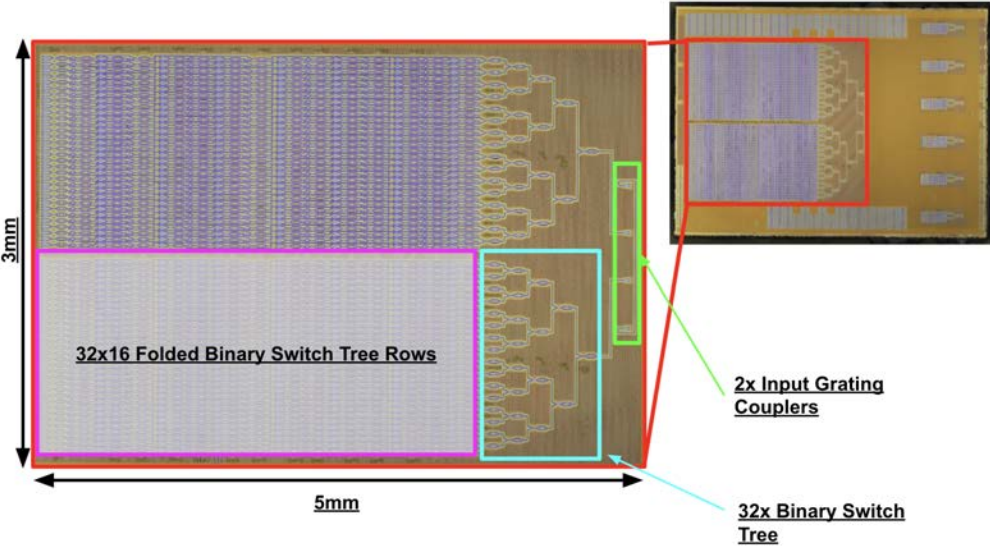 3mm
32x16 Folded Binary Switch Tree Rows
2x Input Grating
Couplers
5mm
32x Binary Switch
Tree